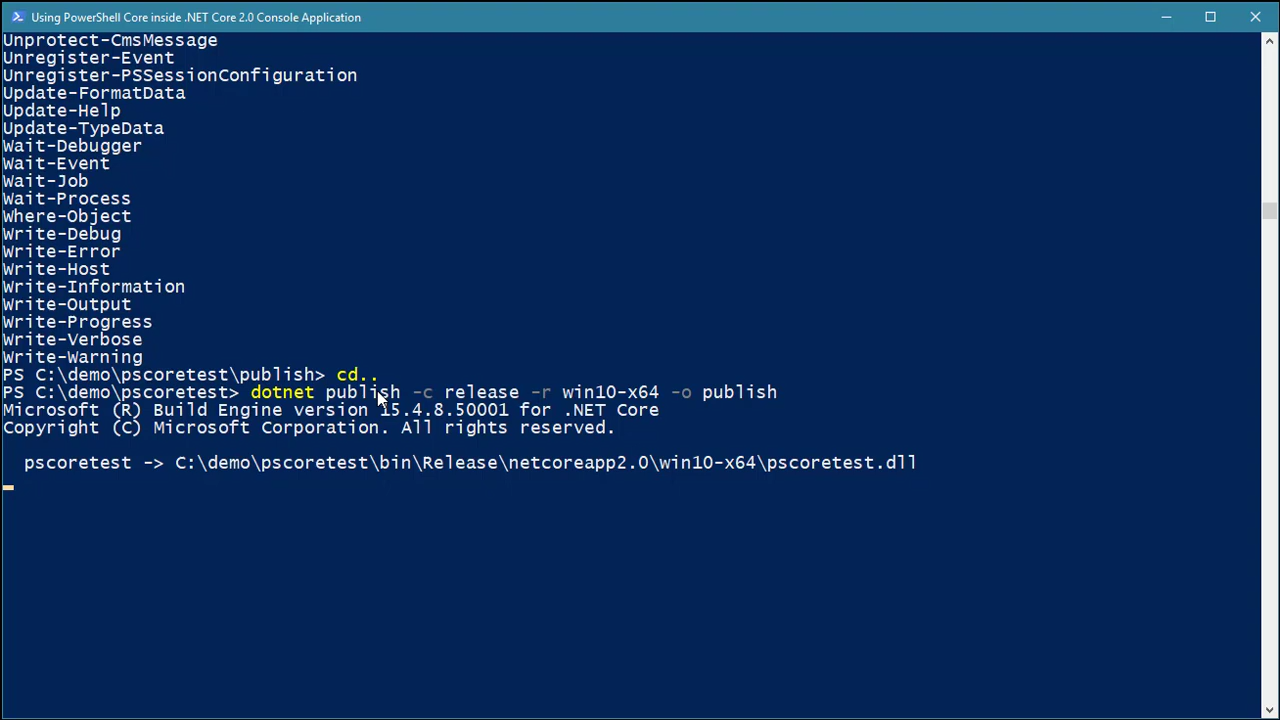 Using PowerShell Core inside .NET Core 2.0 Console Application
Unprotect-CmsMessage
Unregister-Event
Unregister-PSSessionConfiguration
Update-FormatData
Update-Help
Update-TypeData
Wait-Debugger
Wait-Event
Wait-Job
Wait-Process
Where-Object
Write-Debug
Write-Error
Write-Host
Write-Information
Write-Output
Write-Progress
Write-Verbose
Write-Warning
PS C:\demo\pscoretest\publish> cd..
PS C:\demo\pscoretest> dotnet publish -c release -r win10-x64 -o publish
Microsoft (R) Build Engine version 15.4.8.50001 for .NET Core
Copyright (C) Microsoft Corporation. All rights reserved.
pscoretest -> C:\demo\pscoretest\bin\Release\netcoreapp2.0\win10-x64\pscoretest.dll